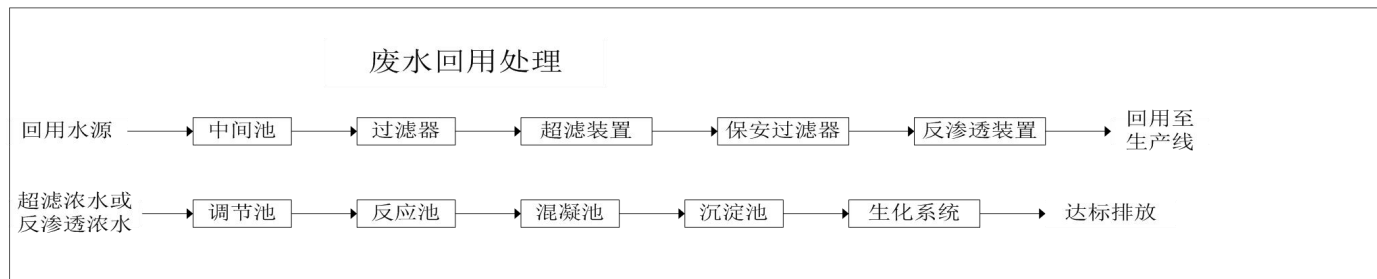 废水回用处理
回用水源
中间池
过滤器
超滤装置
保安过滤器
反渗透装置
回用至
生产线
超滤浓水或
反渗透浓水
调节池
反应池
混凝池
沉淀池
生化系统
达标排放